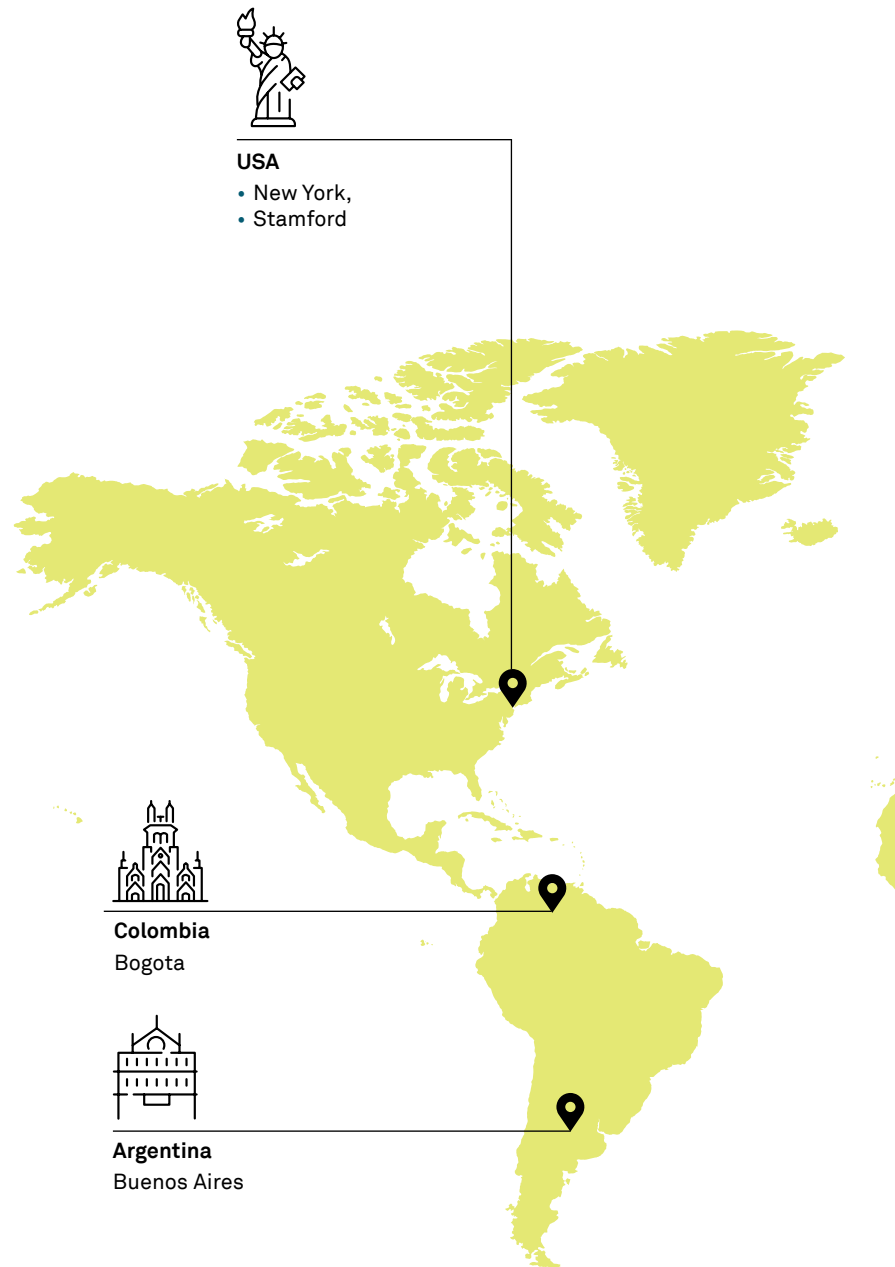 USA
• New York,
• Stamford
Colombia
Bogota
Argentina
Buenos Aires